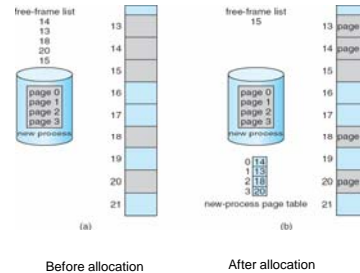 free-frame list
14
13
18
20
15
page 0
page 1
page 2
page 3
new process
13
14
15
16
17
18
19
20
21
(a)
free-frame list
15
page 0
page 1
page 2
page 3
new process
0 14
1 13
2 18
3 20
new-process page table
13 page
14 page
15
16
17
18 page
19
20 page
21
(b)
Before allocation
After allocation